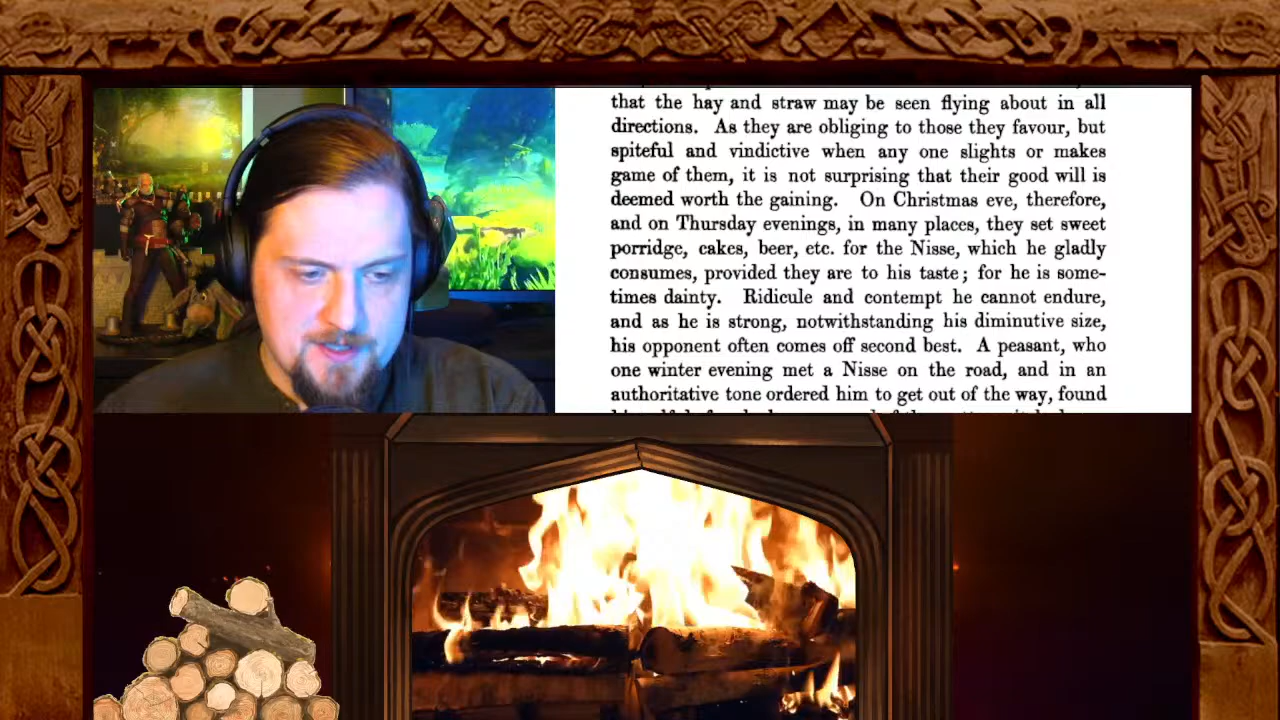 that the hay and straw may be seen flying about in all
directions. As they are obliging to those they favour, but
spiteful and vindictive when any one slights or makes
game of them, it is not surprising that their good will is
deemed worth the gaining. On Christmas eve, therefore,
and on Thursday evenings, in many places, they set sweet
porridge, cakes, beer, etc. for the Nisse, which he gladly
consumes, provided they are to his taste; for he is some-
times dainty. Ridicule and contempt he cannot endure,
and as he is strong, notwithstanding his diminutive size,
his opponent often comes off second best. A peasant, who
one winter evening met a Nisse on the road, and in an
authoritative tone ordered him to get out of the way, found